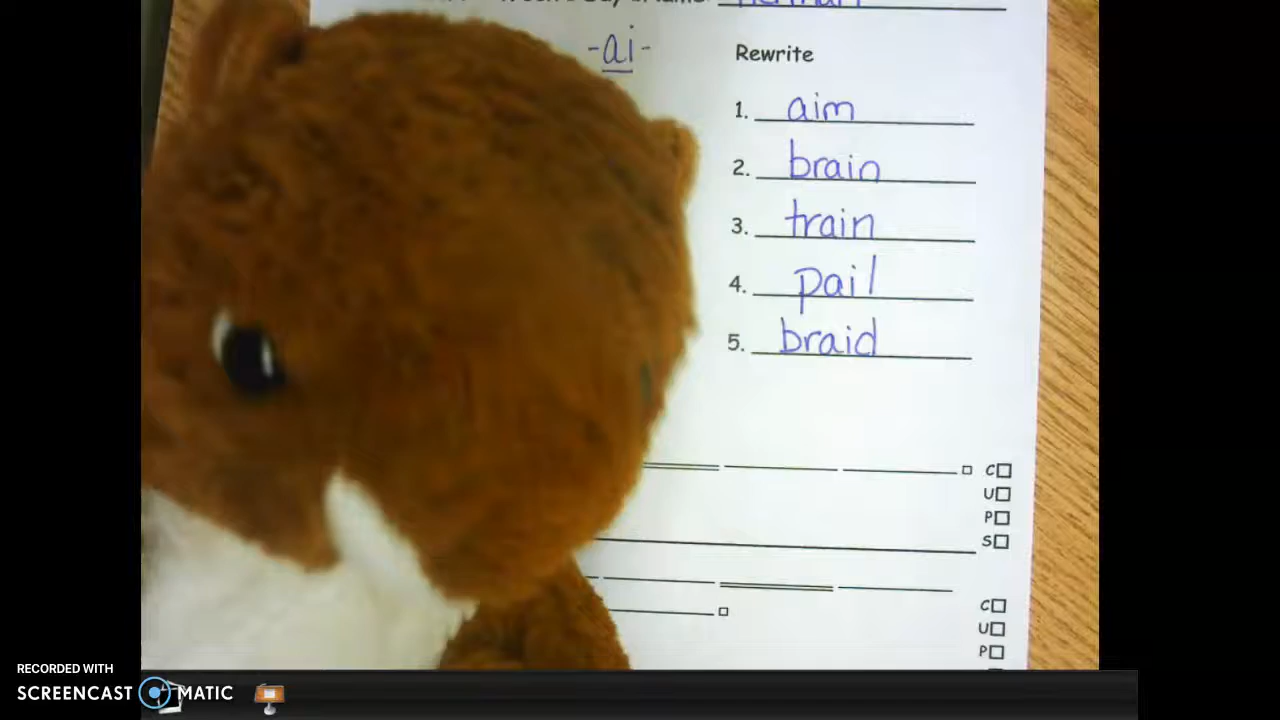 -ai-
Rewrite
1. aim
2. brain
3. train
4. pail
5. braid
C
U
P
S
C
U
P
RECORDED WITH
SCREENCAST MATIC